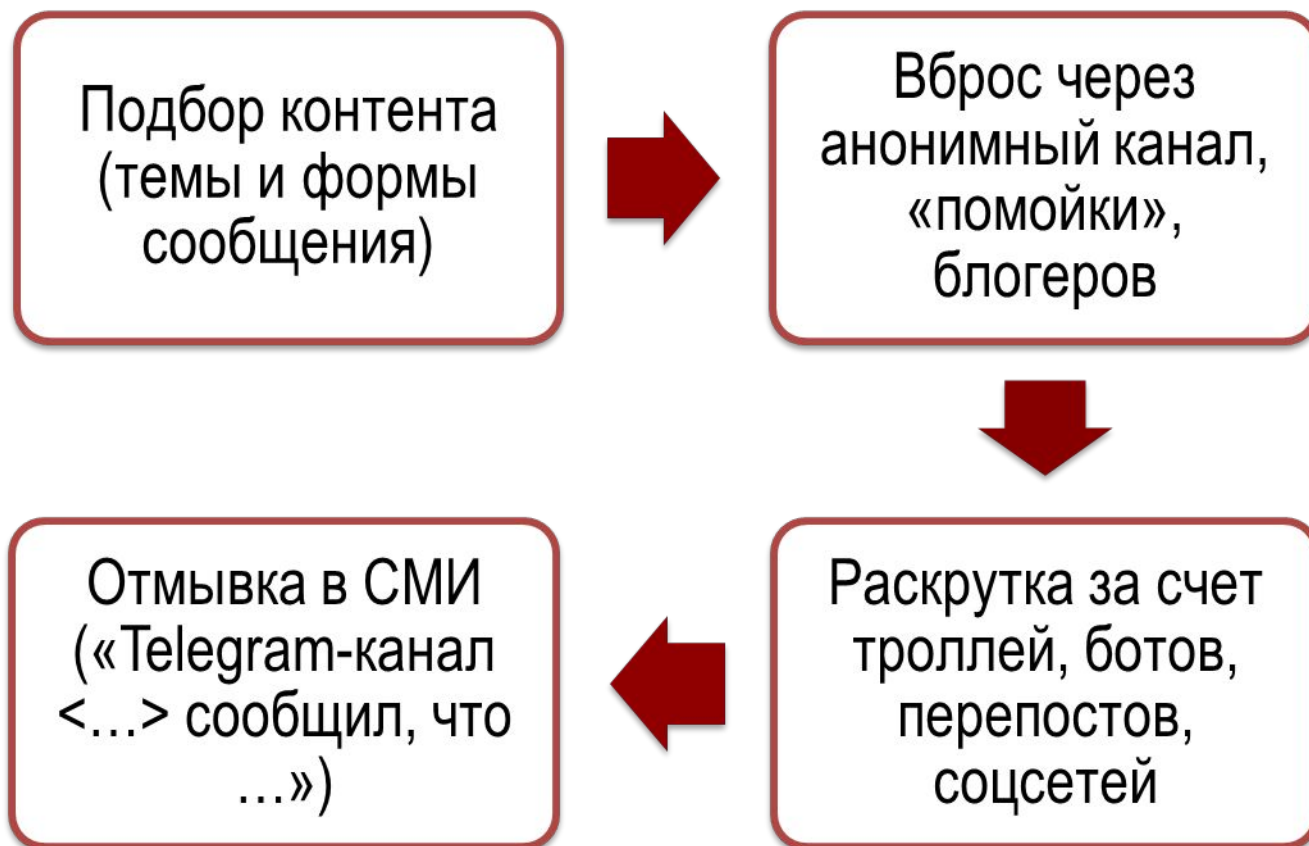 Подбор контента
(темы и формы
сообщения)
Вброс через
анонимный канал,
«помойки»,
блогеров
Раскрутка за счет
троллей, ботов,
перепостов,
соцсетей
Отмывка в СМИ
(«Telegram-канал
<…> сообщил, что
…»)